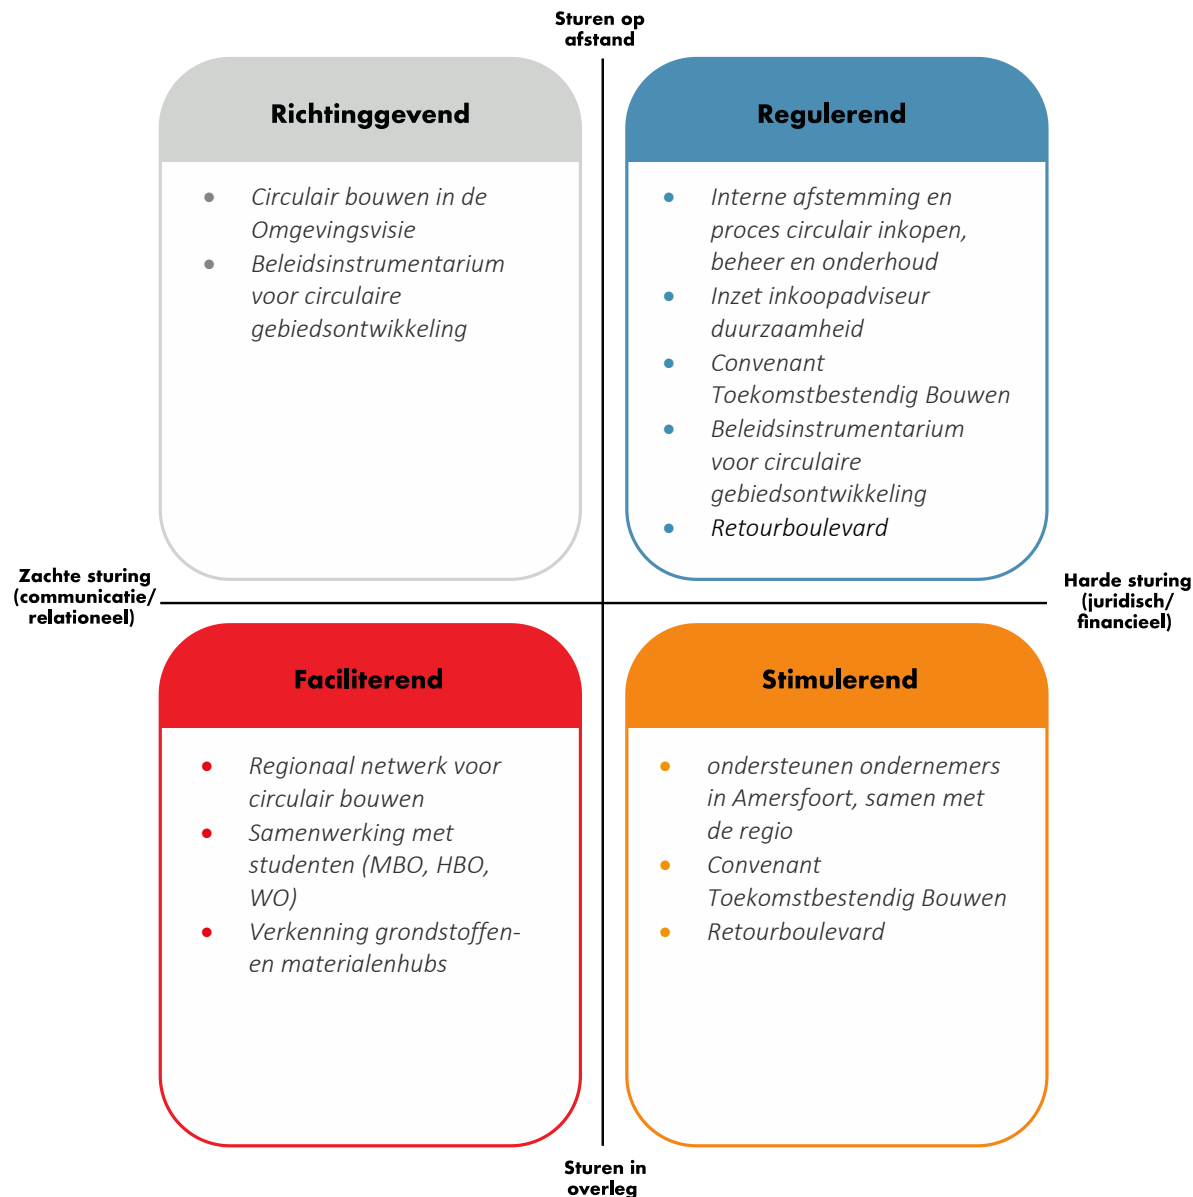 Sturen op
afstand
Richtinggevend
• Circulair bouwen in de
Omgevingsvisie
• Beleidsinstrumentarium
voor circulaire
gebiedsontwikkeling
Regulerend
• Interne afstemming en
proces circulair inkopen,
beheer en onderhoud
• Inzet inkoopadviseur
duurzaamheid
• Convenant
Toekomstbestendig Bouwen
• Beleidsinstrumentarium
voor circulaire
gebiedsontwikkeling
• Retourboulevard
Zachte sturing
(communicatie/
relationeel)
Harde sturing
(juridisch/
financieel)
Faciliterend
• Regionaal netwerk voor
circulair bouwen
• Samenwerking met
studenten (MBO, HBO,
WO)
• Verkenning grondstoffen-
en materialenhubs
Stimulerend
• ondersteunen ondernemers
in Amersfoort, samen met
de regio
• Convenant
Toekomstbestendig Bouwen
• Retourboulevard
Sturen in
overleg